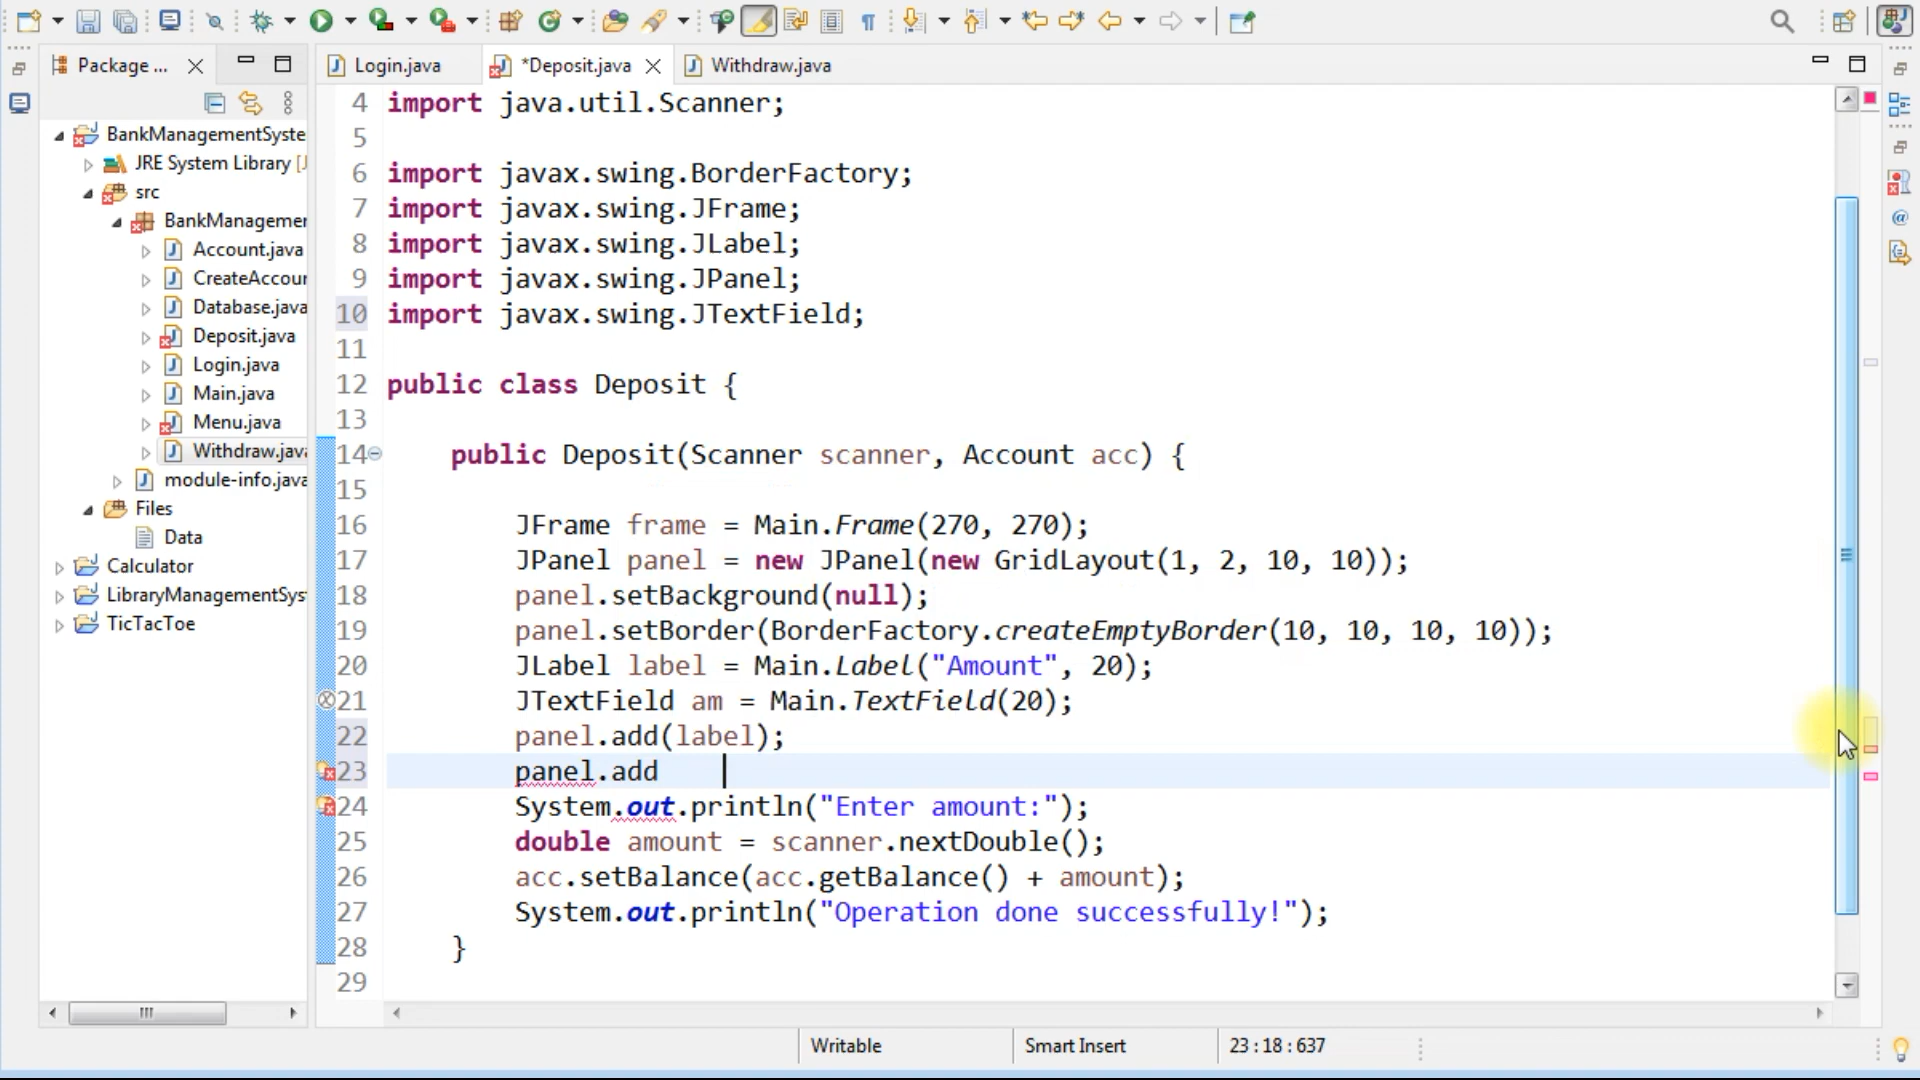 Package ...
Login.java
*Deposit.java
Withdraw.java
BankManagementSyste
JRE System Library [J
src
BankManagemer
Account.java
CreateAccour
Database.java
Deposit.java
Login.java
Main.java
Menu.java
Withdraw.java
module-info.java
Files
Data
Calculator
LibraryManagementSys
TicTacToe
4 import java.util.Scanner;
5
6 import javax.swing.BorderFactory;
7 import javax.swing.JFrame;
8 import javax.swing.JLabel;
9 import javax.swing.JPanel;
10 import javax.swing.JTextField;
11
12 public class Deposit {
13
14 public Deposit(Scanner scanner, Account acc) {
15
16 JFrame frame = Main.Frame(270, 270);
17 JPanel panel = new JPanel(new GridLayout(1, 2, 10, 10));
18 panel.setBackground(null);
19 panel.setBorder(BorderFactory.createEmptyBorder(10, 10, 10, 10));
20 JLabel label = Main.Label("Amount", 20);
21 JTextField am = Main.TextField(20);
22 panel.add(label);
23 panel.add
24 System.out.println("Enter amount:");
25 double amount = scanner.nextDouble();
26 acc.setBalance(acc.getBalance() + amount);
27 System.out.println("Operation done successfully!");
28 }
29
Writable
Smart Insert
23 : 18 : 637